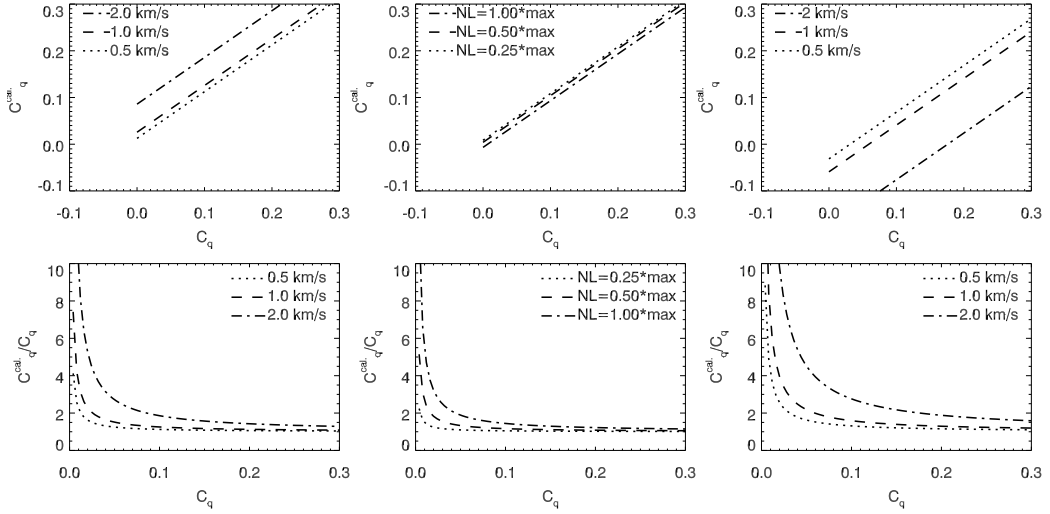 0.3
0.2
0.1
0.0
-0.1
C^cal._q
2.0 km/s
1.0 km/s
0.5 km/s
-0.1 0.0 0.1 0.2 0.3
C_q
0.3
0.2
0.1
0.0
-0.1
C^cal._q
NL=1.00*max
NL=0.50*max
NL=0.25*max
-0.1 0.0 0.1 0.2 0.3
C_q
0.3
0.2
0.1
0.0
-0.1
C^cal._q
2 km/s
1 km/s
0.5 km/s
-0.1 0.0 0.1 0.2 0.3
C_q
10
8
6
4
2
0
C^cal._q/C_q
0.5 km/s
1.0 km/s
2.0 km/s
0.0 0.1 0.2 0.3
C_q
10
8
6
4
2
0
C^cal._q/C_q
NL=0.25*max
NL=0.50*max
NL=1.00*max
0.0 0.1 0.2 0.3
C_q
10
8
6
4
2
0
C^cal._q/C_q
0.5 km/s
1.0 km/s
2.0 km/s
0.0 0.1 0.2 0.3
C_q